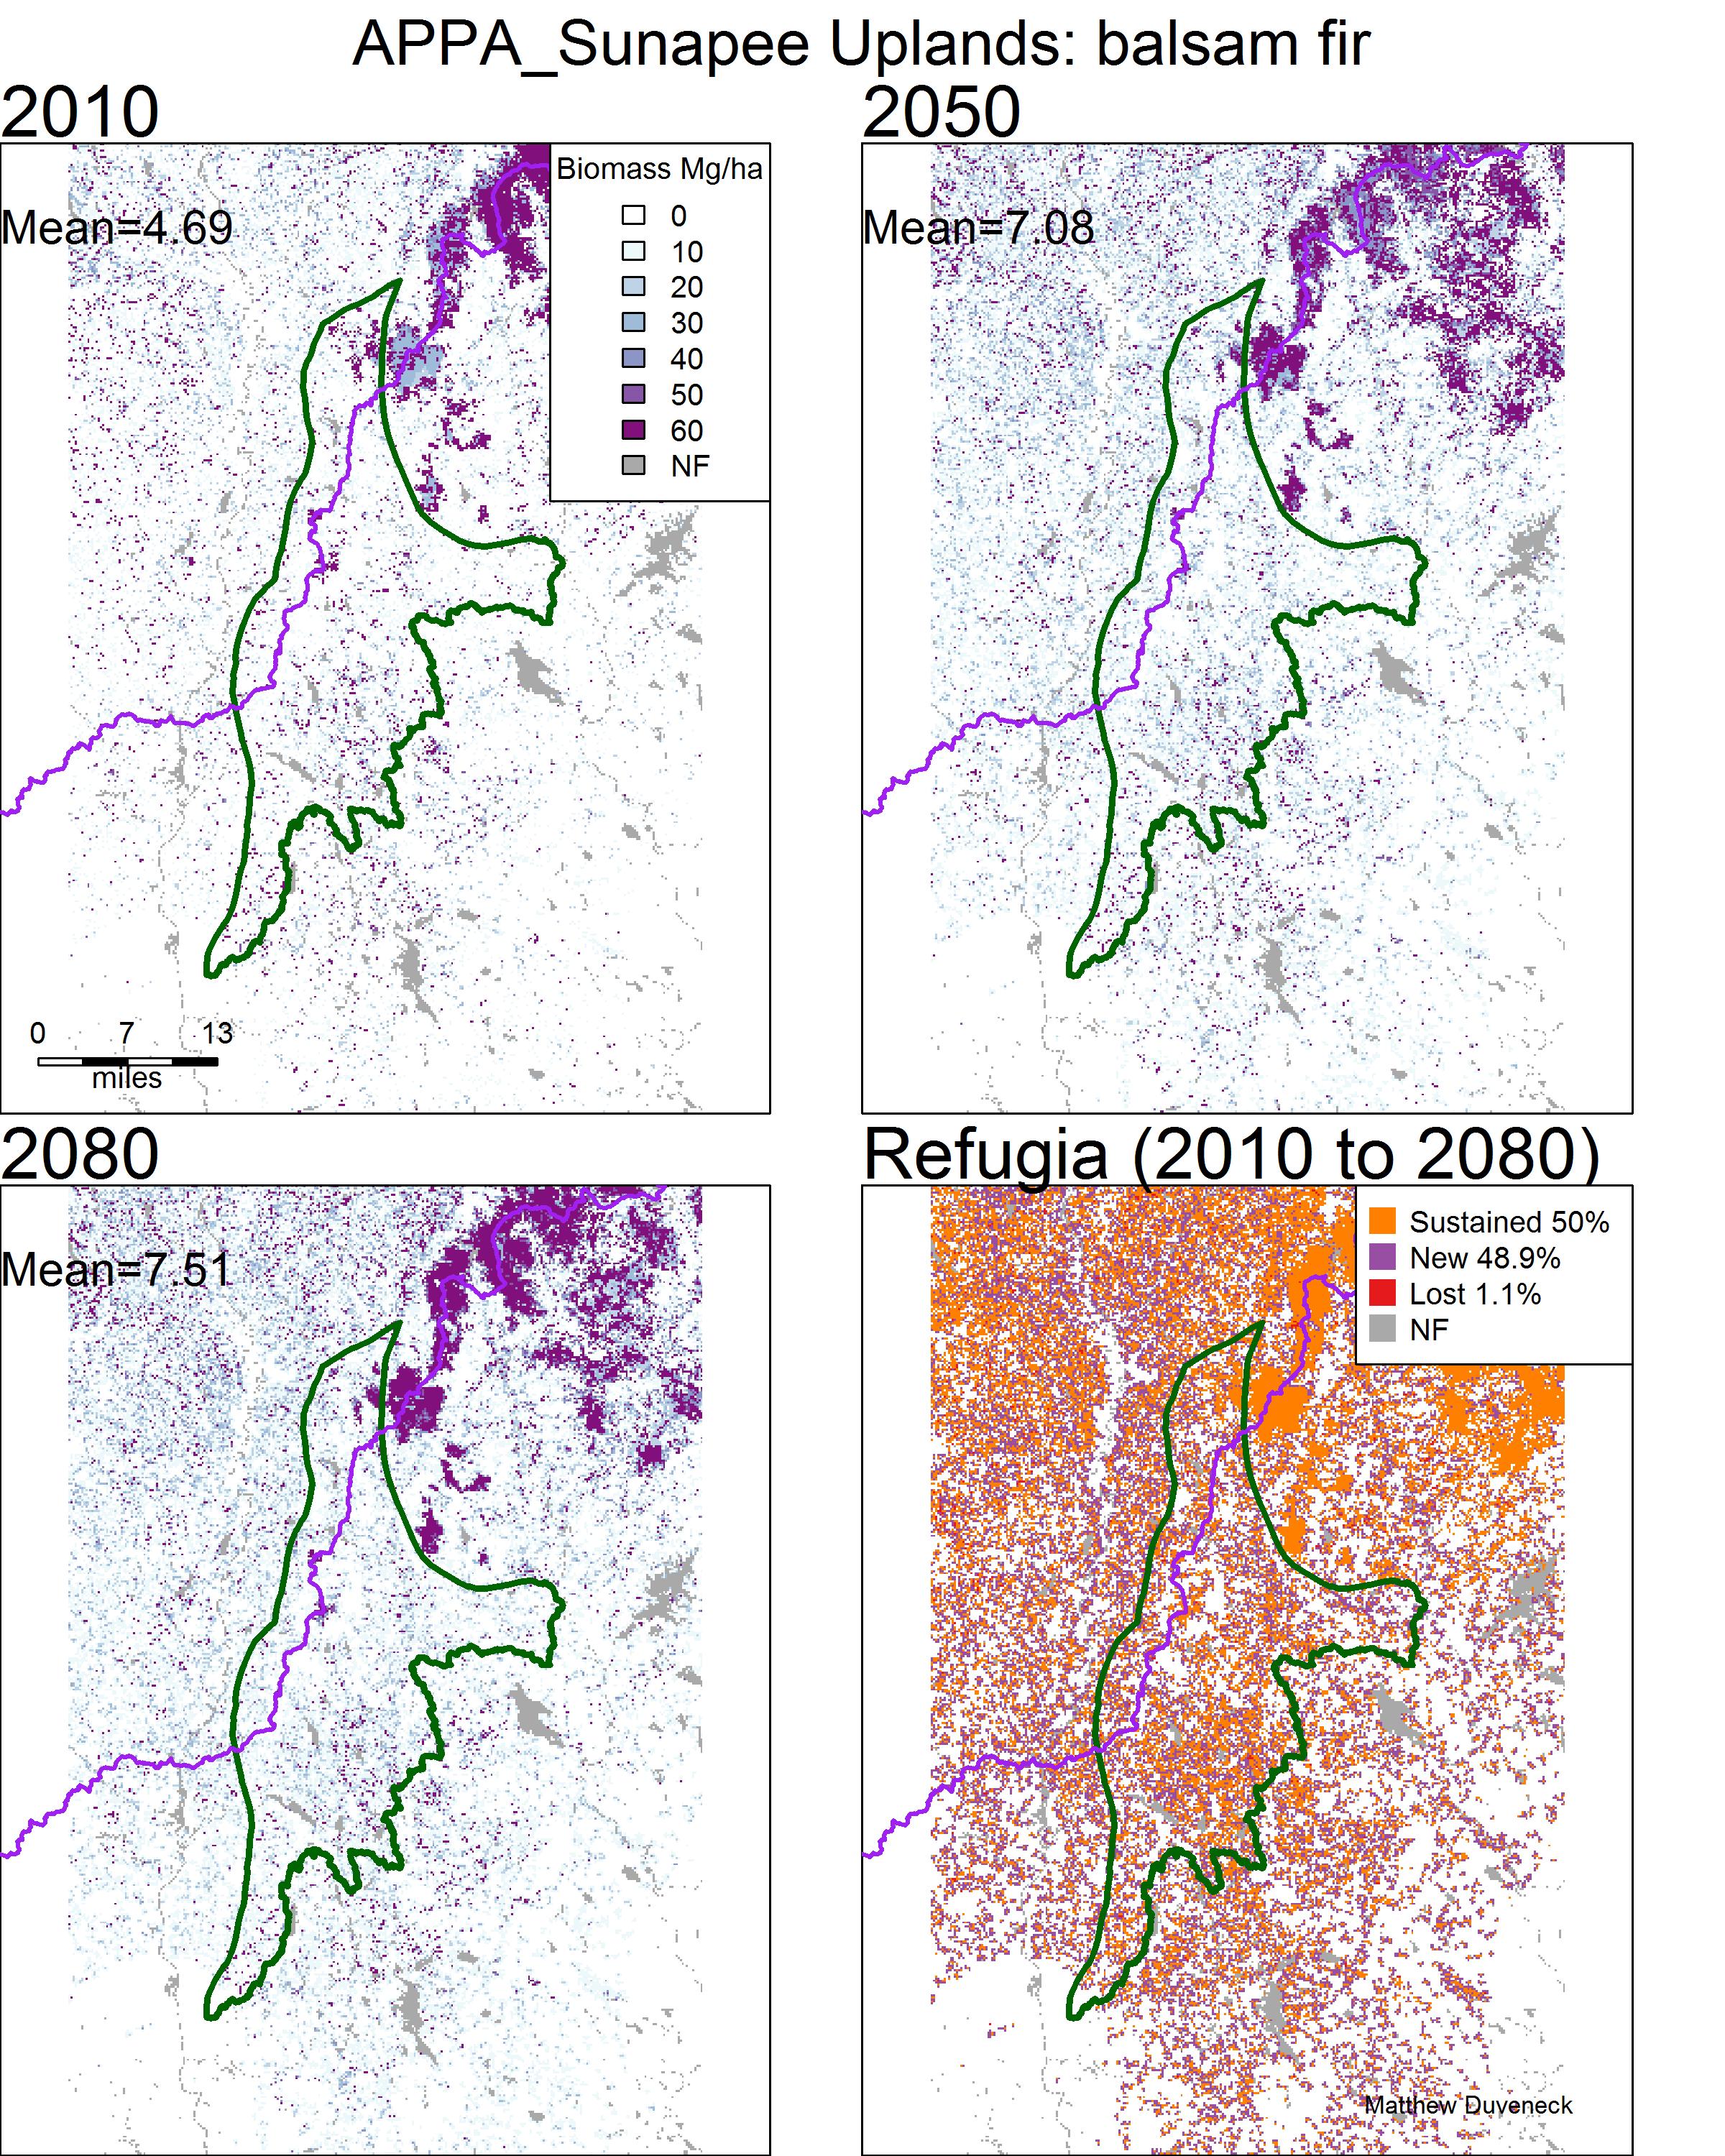 APPA_Sunapee Uplands: balsam fir
2010
Mean=4.69
Biomass Mg/ha
0
10
20
30
40
50
60
NF
0 7 13
miles
2050
Mean=7.08
2080
Mean=7.51
Refugia (2010 to 2080)
Sustained 50%
New 48.9%
Lost 1.1%
NF
Matthew Duveneck